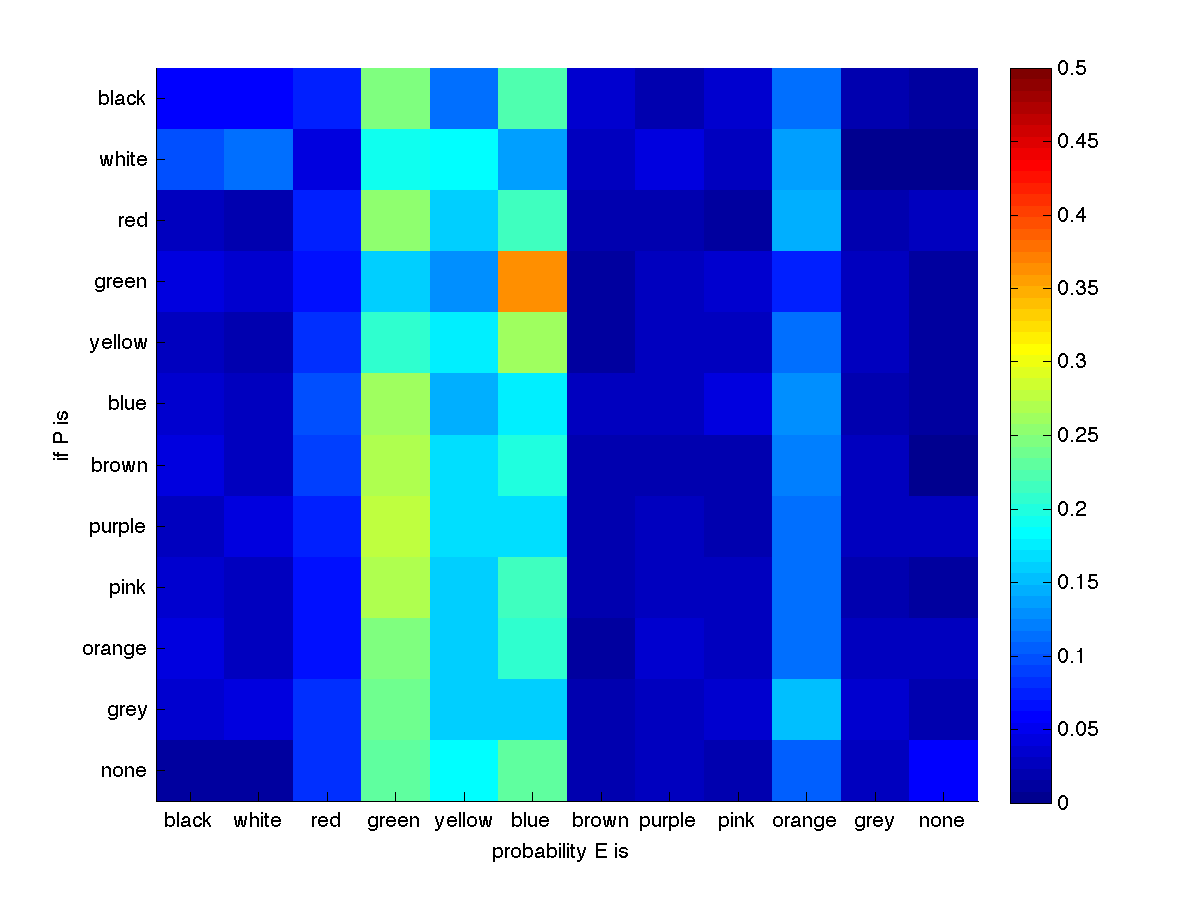 black
white
red
green
yellow
blue
brown
purple
pink
orange
grey
none
if P is
black white red green yellow blue brown purple pink orange grey none
probability E is
0.5
0.45
0.4
0.35
0.3
0.25
0.2
0.15
0.1
0.05
0